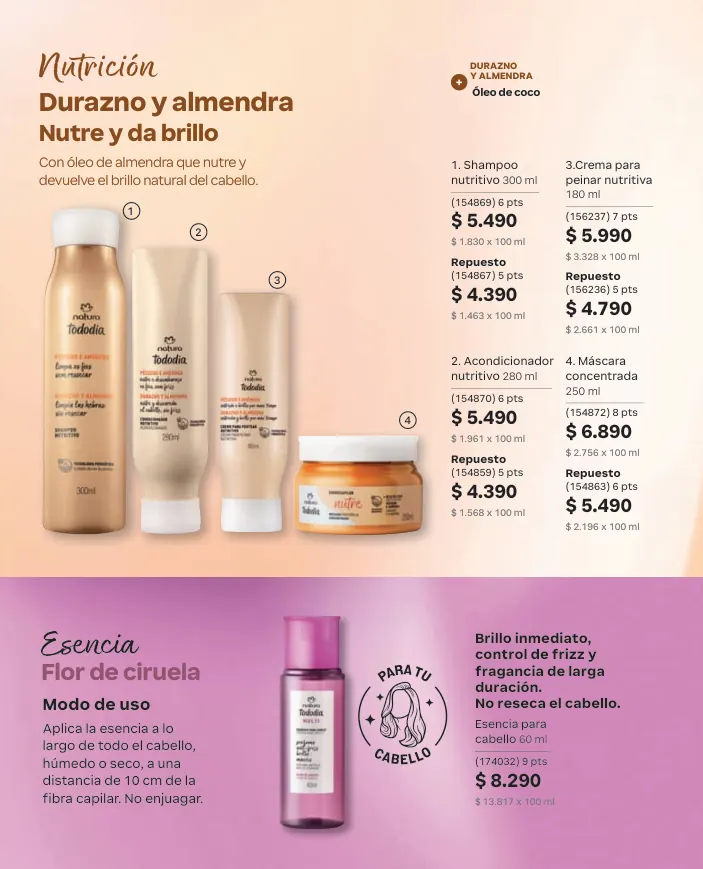 Nutrición
Durazno y almendra
Nutre y da brillo
Con óleo de almendra que nutre y
devuelve el brillo natural del cabello.
+
DURAZNO
Y ALMENDRA
Óleo de coco
1
2
3
4
natura
Tododia
300ml
natura
Tododia
280ml
natura
Tododia
natura
Tododia
nutre
1. Shampoo
nutritivo 300 ml
(154869) 6 pts
$ 5.490
$ 1.830 x 100 ml
Repuesto
(154867) 5 pts
$ 4.390
$ 1.463 x 100 ml
2. Acondicionador
nutritivo 280 ml
(154870) 6 pts
$ 5.490
$ 1.961 x 100 ml
Repuesto
(154859) 5 pts
$ 4.390
$ 1.568 x 100 ml
3.Crema para
peinar nutritiva
180 ml
(156237) 7 pts
$ 5.990
$ 3.328 x 100 ml
Repuesto
(156236) 5 pts
$ 4.790
$ 2.661 x 100 ml
4. Máscara
concentrada
250 ml
(154872) 8 pts
$ 6.890
$ 2.756 x 100 ml
Repuesto
(154863) 6 pts
$ 5.490
$ 2.196 x 100 ml
Esencia
Flor de ciruela
Modo de uso
Aplica la esencia a lo
largo de todo el cabello,
húmedo o seco, a una
distancia de 10 cm de la
fibra capilar. No enjuagar.
natura
Tododia
MULTI
PARA TU
CABELLO
Brillo inmediato,
control de frizz y
fragancia de larga
duración.
No reseca el cabello.
Esencia para
cabello 60 ml
(174032) 9 pts
$ 8.290
$ 13.817 x 100 ml